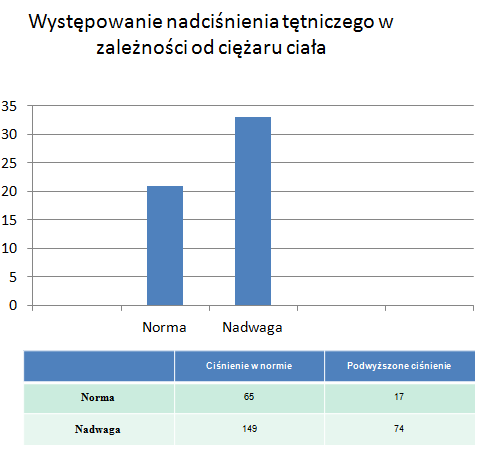 Występowanie nadciśnienia tętniczego w
zależności od ciężaru ciała
35
30
25
20
15
10
5
0
Norma Nadwaga
Ciśnienie w normie Podwyższone ciśnienie
Norma 65 17
Nadwaga 149 74